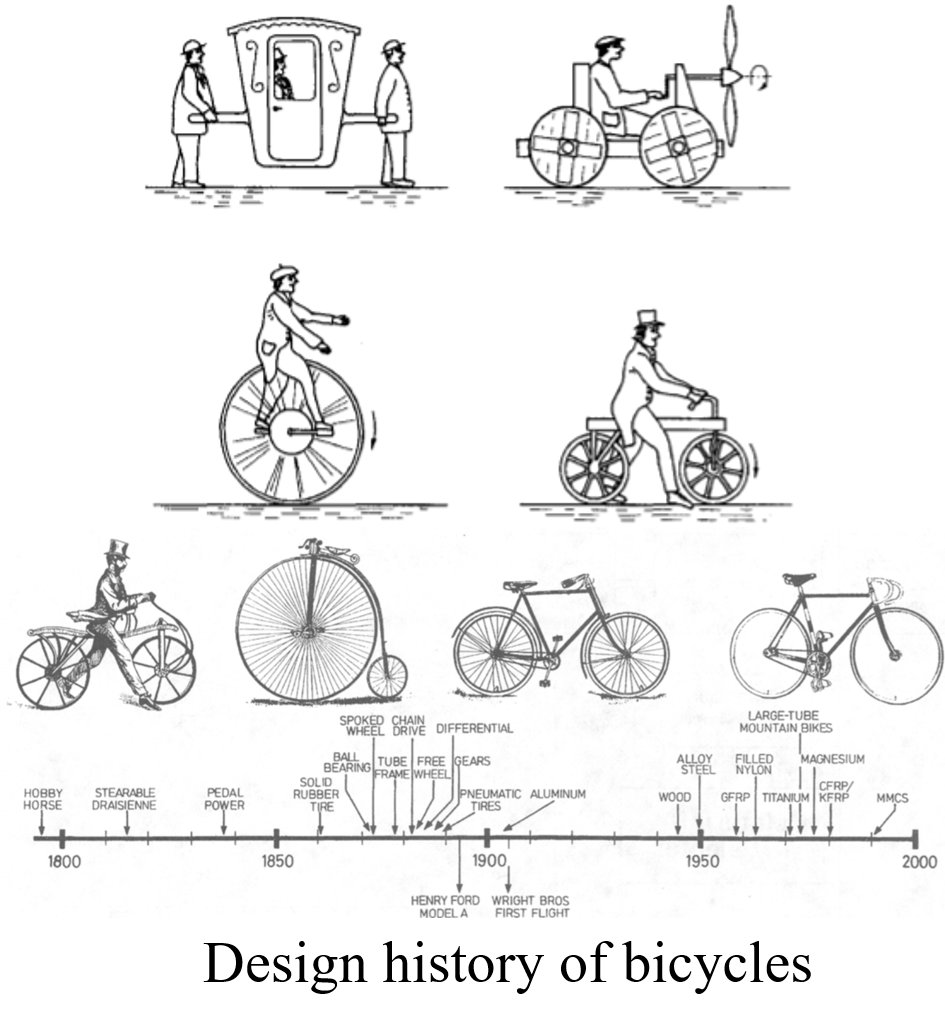 LARGE-TUBE
MOUNTAIN BIKES
SPOKED
WHEEL
CHAIN
DRIVE
DIFFERENTIAL
BALL
BEARING
TUBE
FRAME
FREE
WHEEL
GEARS
ALLOY
STEEL
FILLED
NYLON
MAGNESIUM
HOBBY
HORSE
STEARABLE
DRAISIENNE
PEDAL
POWER
SOLID
RUBBER
TIRE
PNEUMATIC
TIRES
ALUMINUM
WOOD
GFRP
TITANIUM
CFRP/
KFRP
MMCS
1800
1850
1900
1950
2000
HENRY FORD
MODEL A
WRIGHT BROS
FIRST FLIGHT
Design history of bicycles